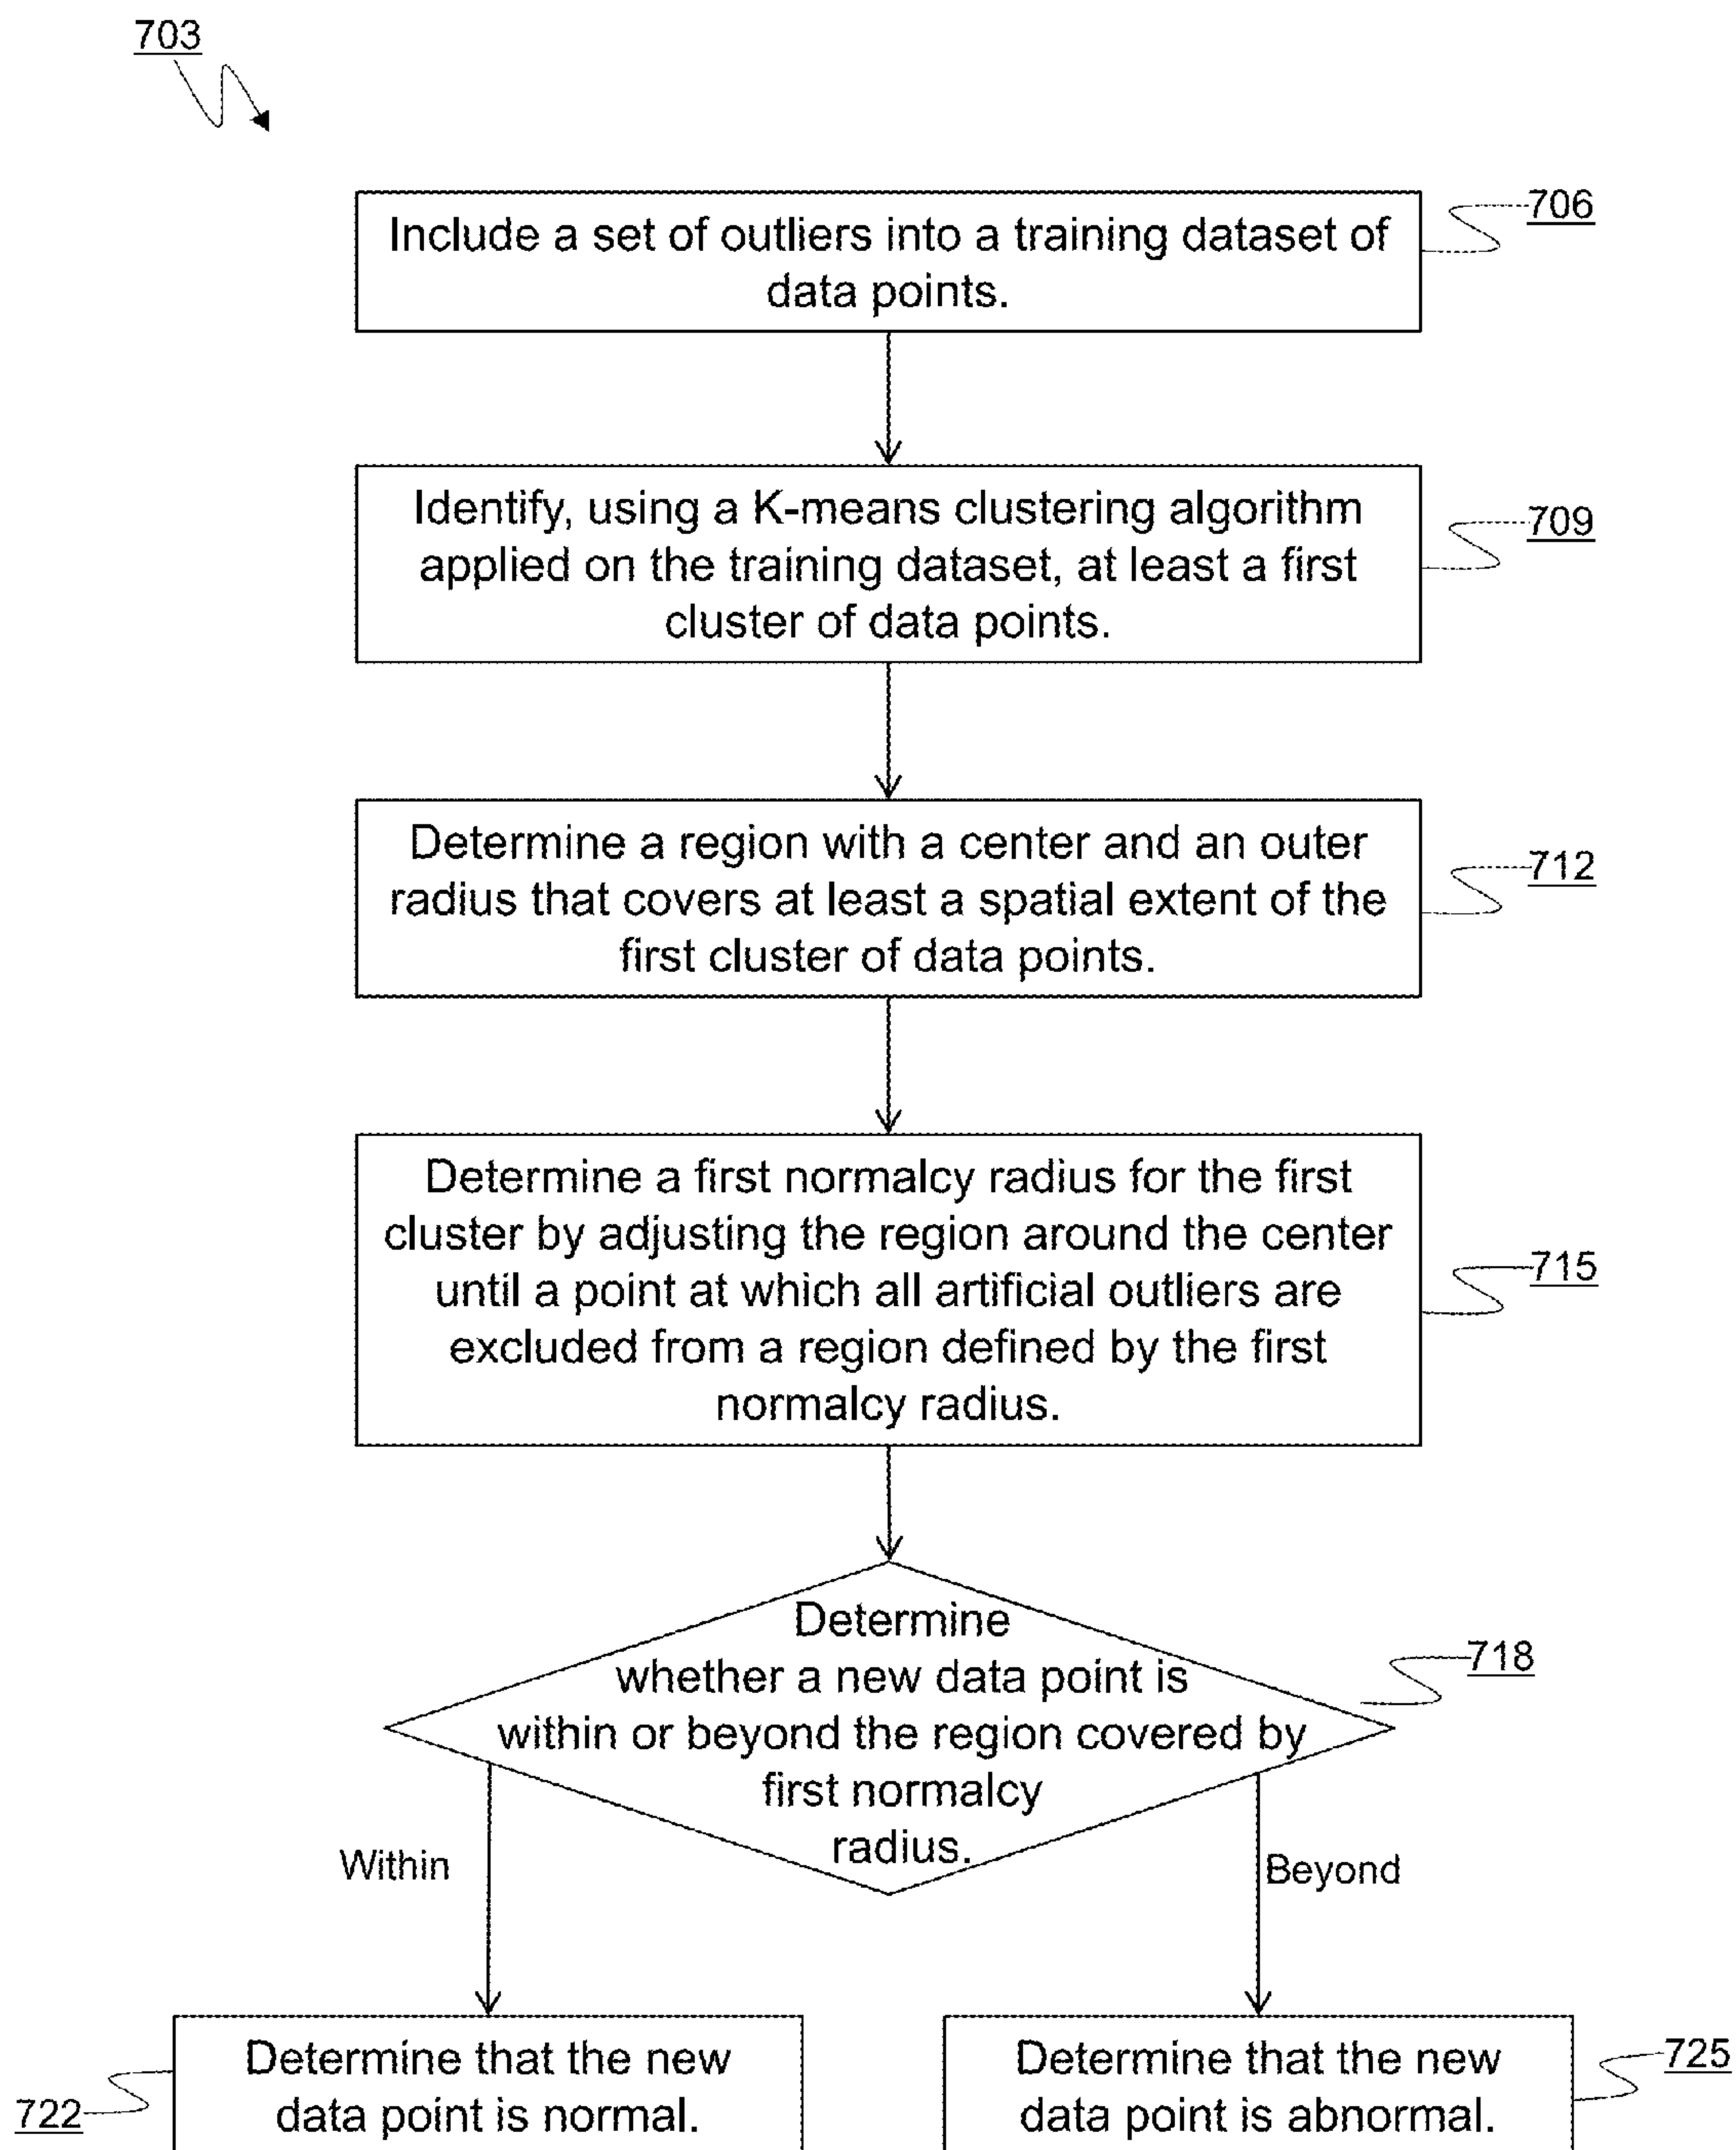 703
Include a set of outliers into a training dataset of
data points.
706
Identify, using a K-means clustering algorithm
applied on the training dataset, at least a first
cluster of data points.
709
Determine a region with a center and an outer
radius that covers at least a spatial extent of the
first cluster of data points.
712
Determine a first normalcy radius for the first
cluster by adjusting the region around the center
until a point at which all artificial outliers are
excluded from a region defined by the first
normalcy radius.
715
Determine
whether a new data point is
within or beyond the region covered by
first normalcy
radius.
718
Within
Beyond
Determine that the new
data point is normal.
722
Determine that the new
data point is abnormal.
725